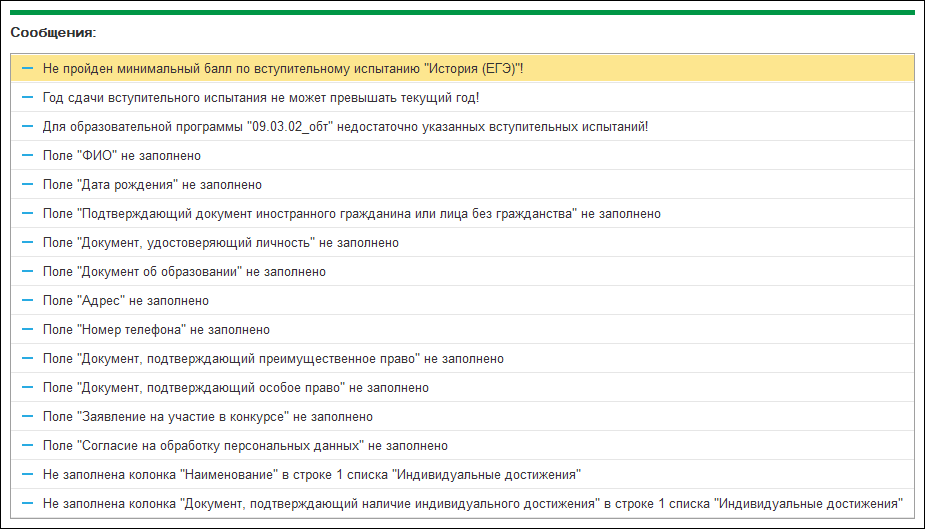 Сообщения:
Не пройден минимальный балл по вступительному испытанию "История (ЕГЭ)"!
Год сдачи вступительного испытания не может превышать текущий год!
Для образовательной программы "09.03.02_обт" недостаточно указанных вступительных испытаний!
Поле "ФИО" не заполнено
Поле "Дата рождения" не заполнено
Поле "Подтверждающий документ иностранного гражданина или лица без гражданства" не заполнено
Поле "Документ, удостоверяющий личность" не заполнено
Поле "Документ об образовании" не заполнено
Поле "Адрес" не заполнено
Поле "Номер телефона" не заполнено
Поле "Документ, подтверждающий преимущественное право" не заполнено
Поле "Документ, подтверждающий особое право" не заполнено
Поле "Заявление на участие в конкурсе" не заполнено
Поле "Согласие на обработку персональных данных" не заполнено
Не заполнена колонка "Наименование" в строке 1 списка "Индивидуальные достижения"
Не заполнена колонка "Документ, подтверждающий наличие индивидуального достижения" в строке 1 списка "Индивидуальные достижения"